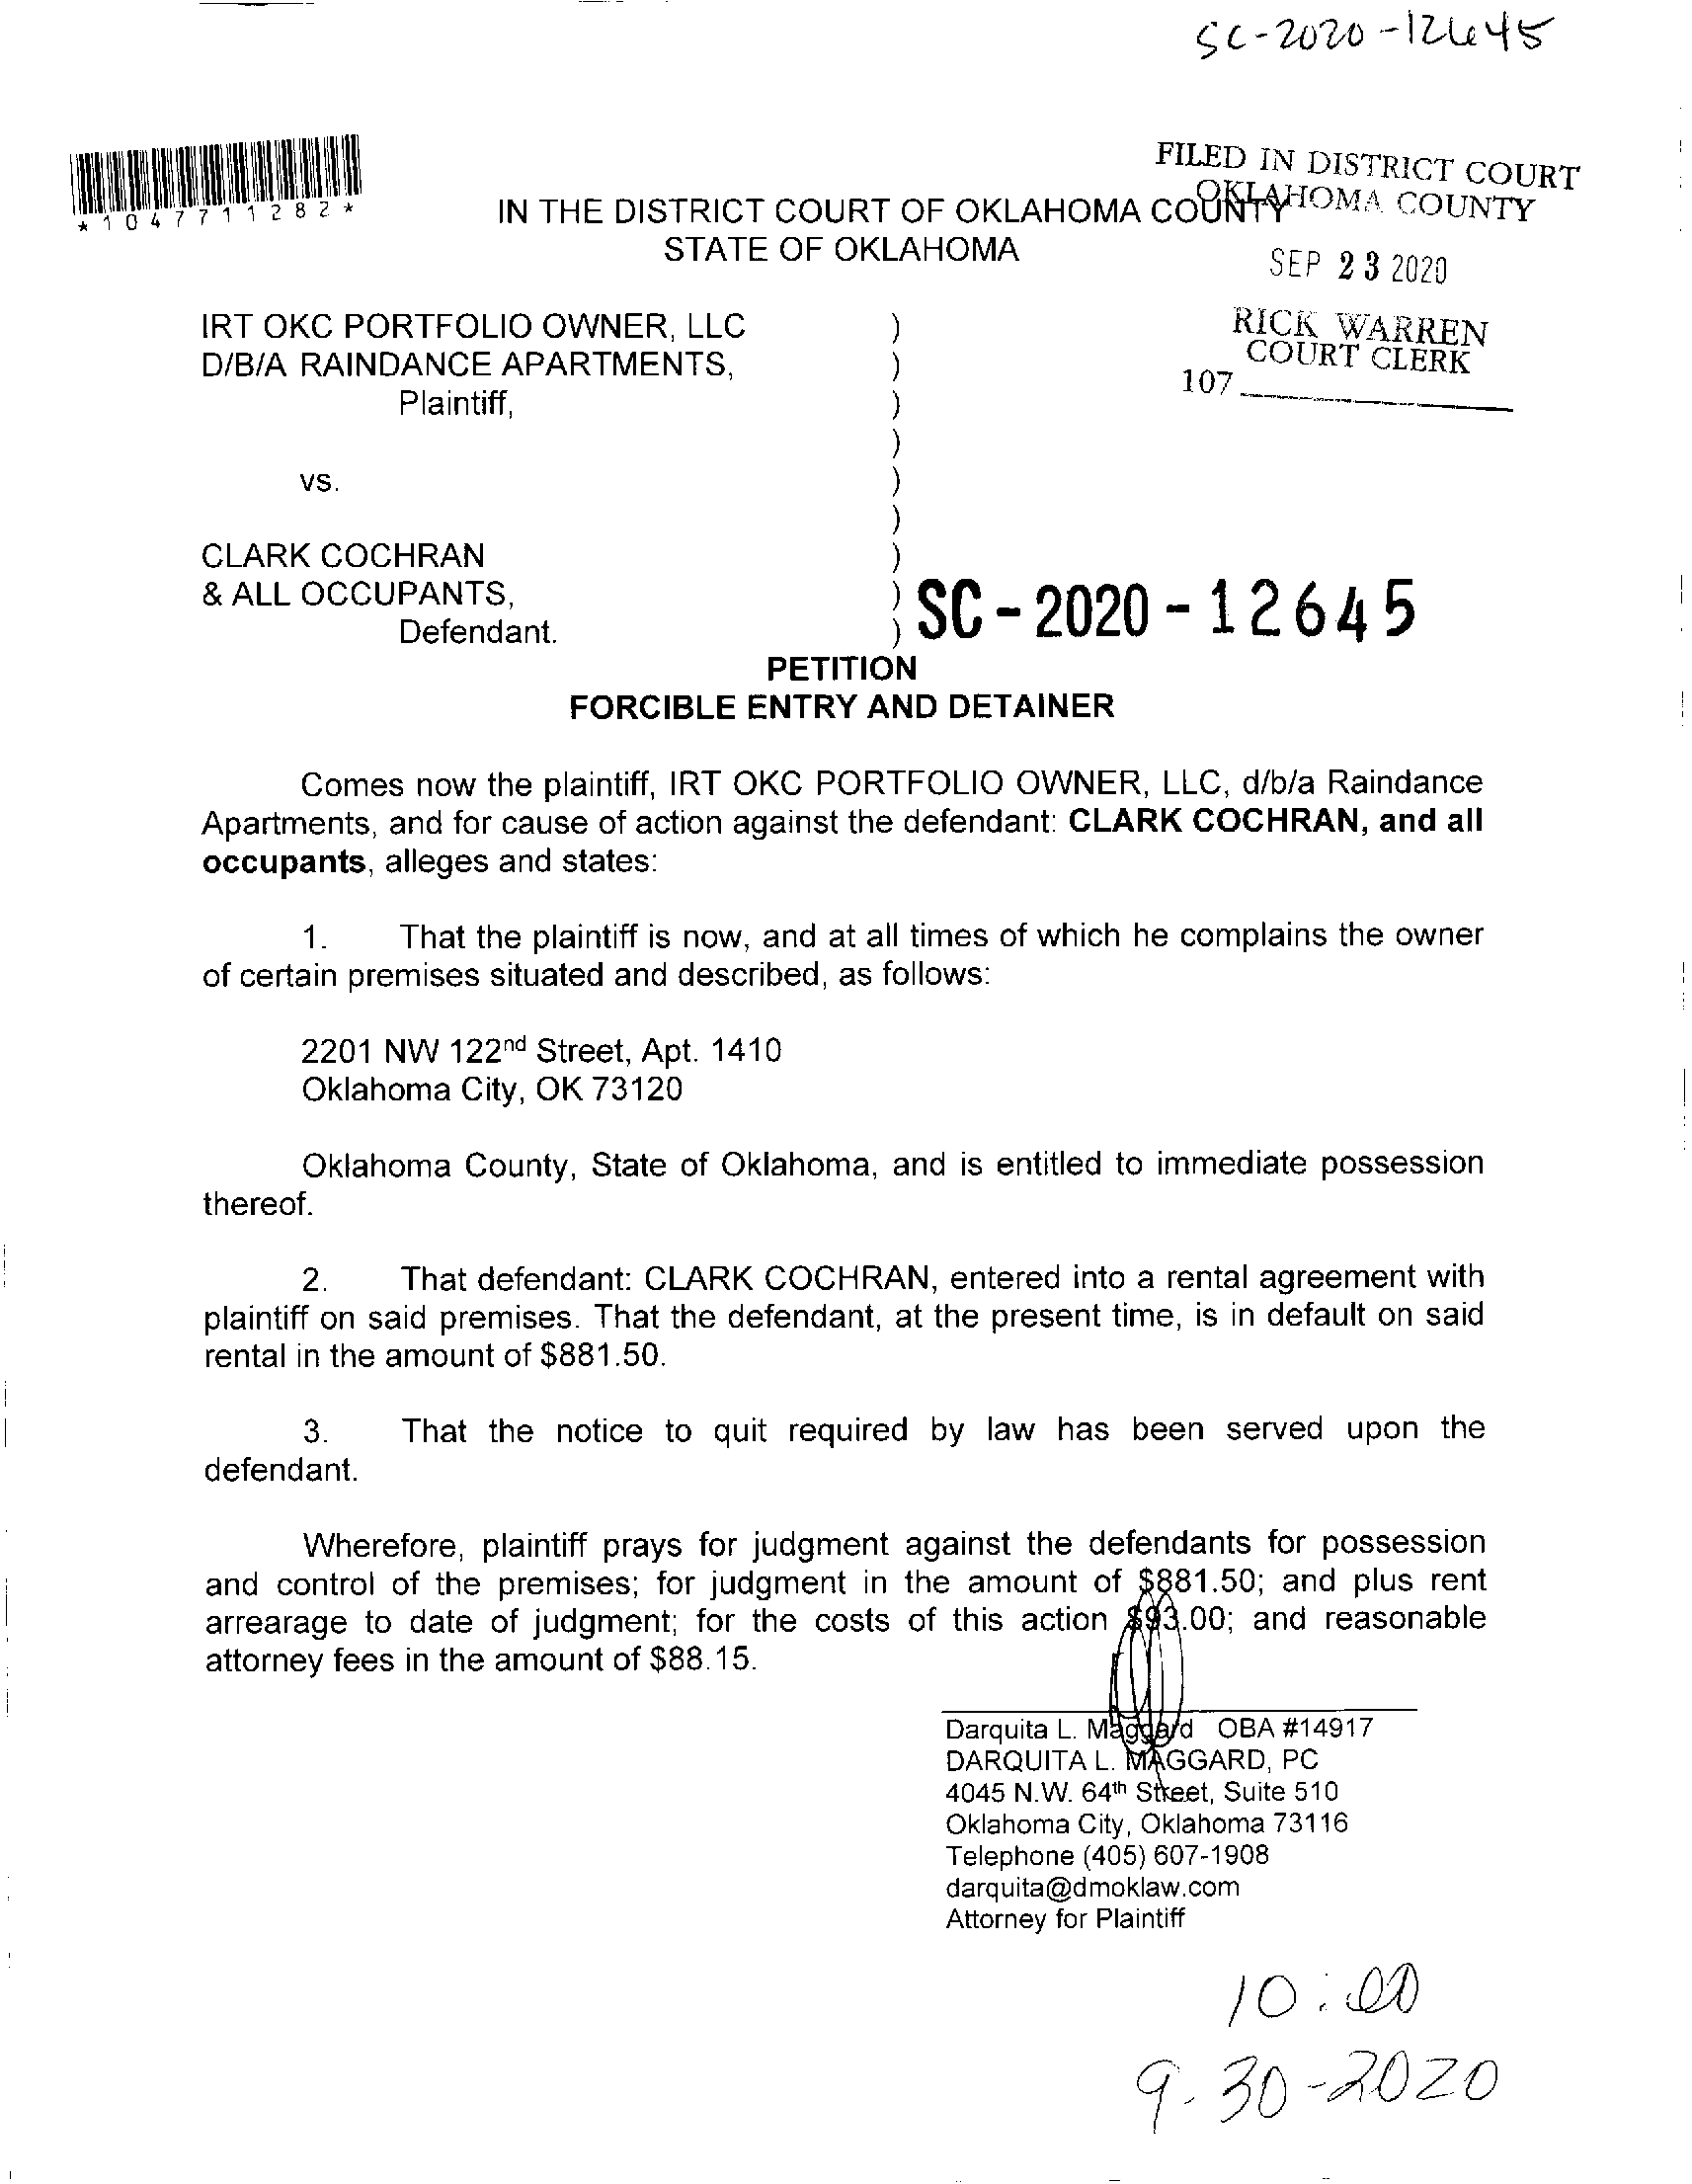 SC-2020-12645
*1047711282*
FILED IN DISTRICT COURT
OKLAHOMA COUNTY
IN THE DISTRICT COURT OF OKLAHOMA COUNTY
STATE OF OKLAHOMA
SEP 23 2020
RICK WARREN
COURT CLERK
107
IRT OKC PORTFOLIO OWNER, LLC )
D/B/A RAINDANCE APARTMENTS, )
Plaintiff, )
)
vs. )
)
CLARK COCHRAN )
& ALL OCCUPANTS, )
Defendant. )
SC-2020-12645
PETITION
FORCIBLE ENTRY AND DETAINER
Comes now the plaintiff, IRT OKC PORTFOLIO OWNER, LLC, d/b/a Raindance
Apartments, and for cause of action against the defendant: CLARK COCHRAN, and all
occupants, alleges and states:
1. That the plaintiff is now, and at all times of which he complains the owner
of certain premises situated and described, as follows:
2201 NW 122nd Street, Apt. 1410
Oklahoma City, OK 73120
Oklahoma County, State of Oklahoma, and is entitled to immediate possession
thereof.
2. That defendant: CLARK COCHRAN, entered into a rental agreement with
plaintiff on said premises. That the defendant, at the present time, is in default on said
rental in the amount of $881.50.
3. That the notice to quit required by law has been served upon the
defendant.
Wherefore, plaintiff prays for judgment against the defendants for possession
and control of the premises; for judgment in the amount of $881.50; and plus rent
arrearage to date of judgment; for the costs of this action $93.00; and reasonable
attorney fees in the amount of $88.15.
Darquita L. Maggard OBA #14917
DARQUITA L. MAGGARD, PC
4045 N.W. 64th Street, Suite 510
Oklahoma City, Oklahoma 73116
Telephone (405) 607-1908
darquita@dmoklaw.com
Attorney for Plaintiff
10:00
9-30-2020